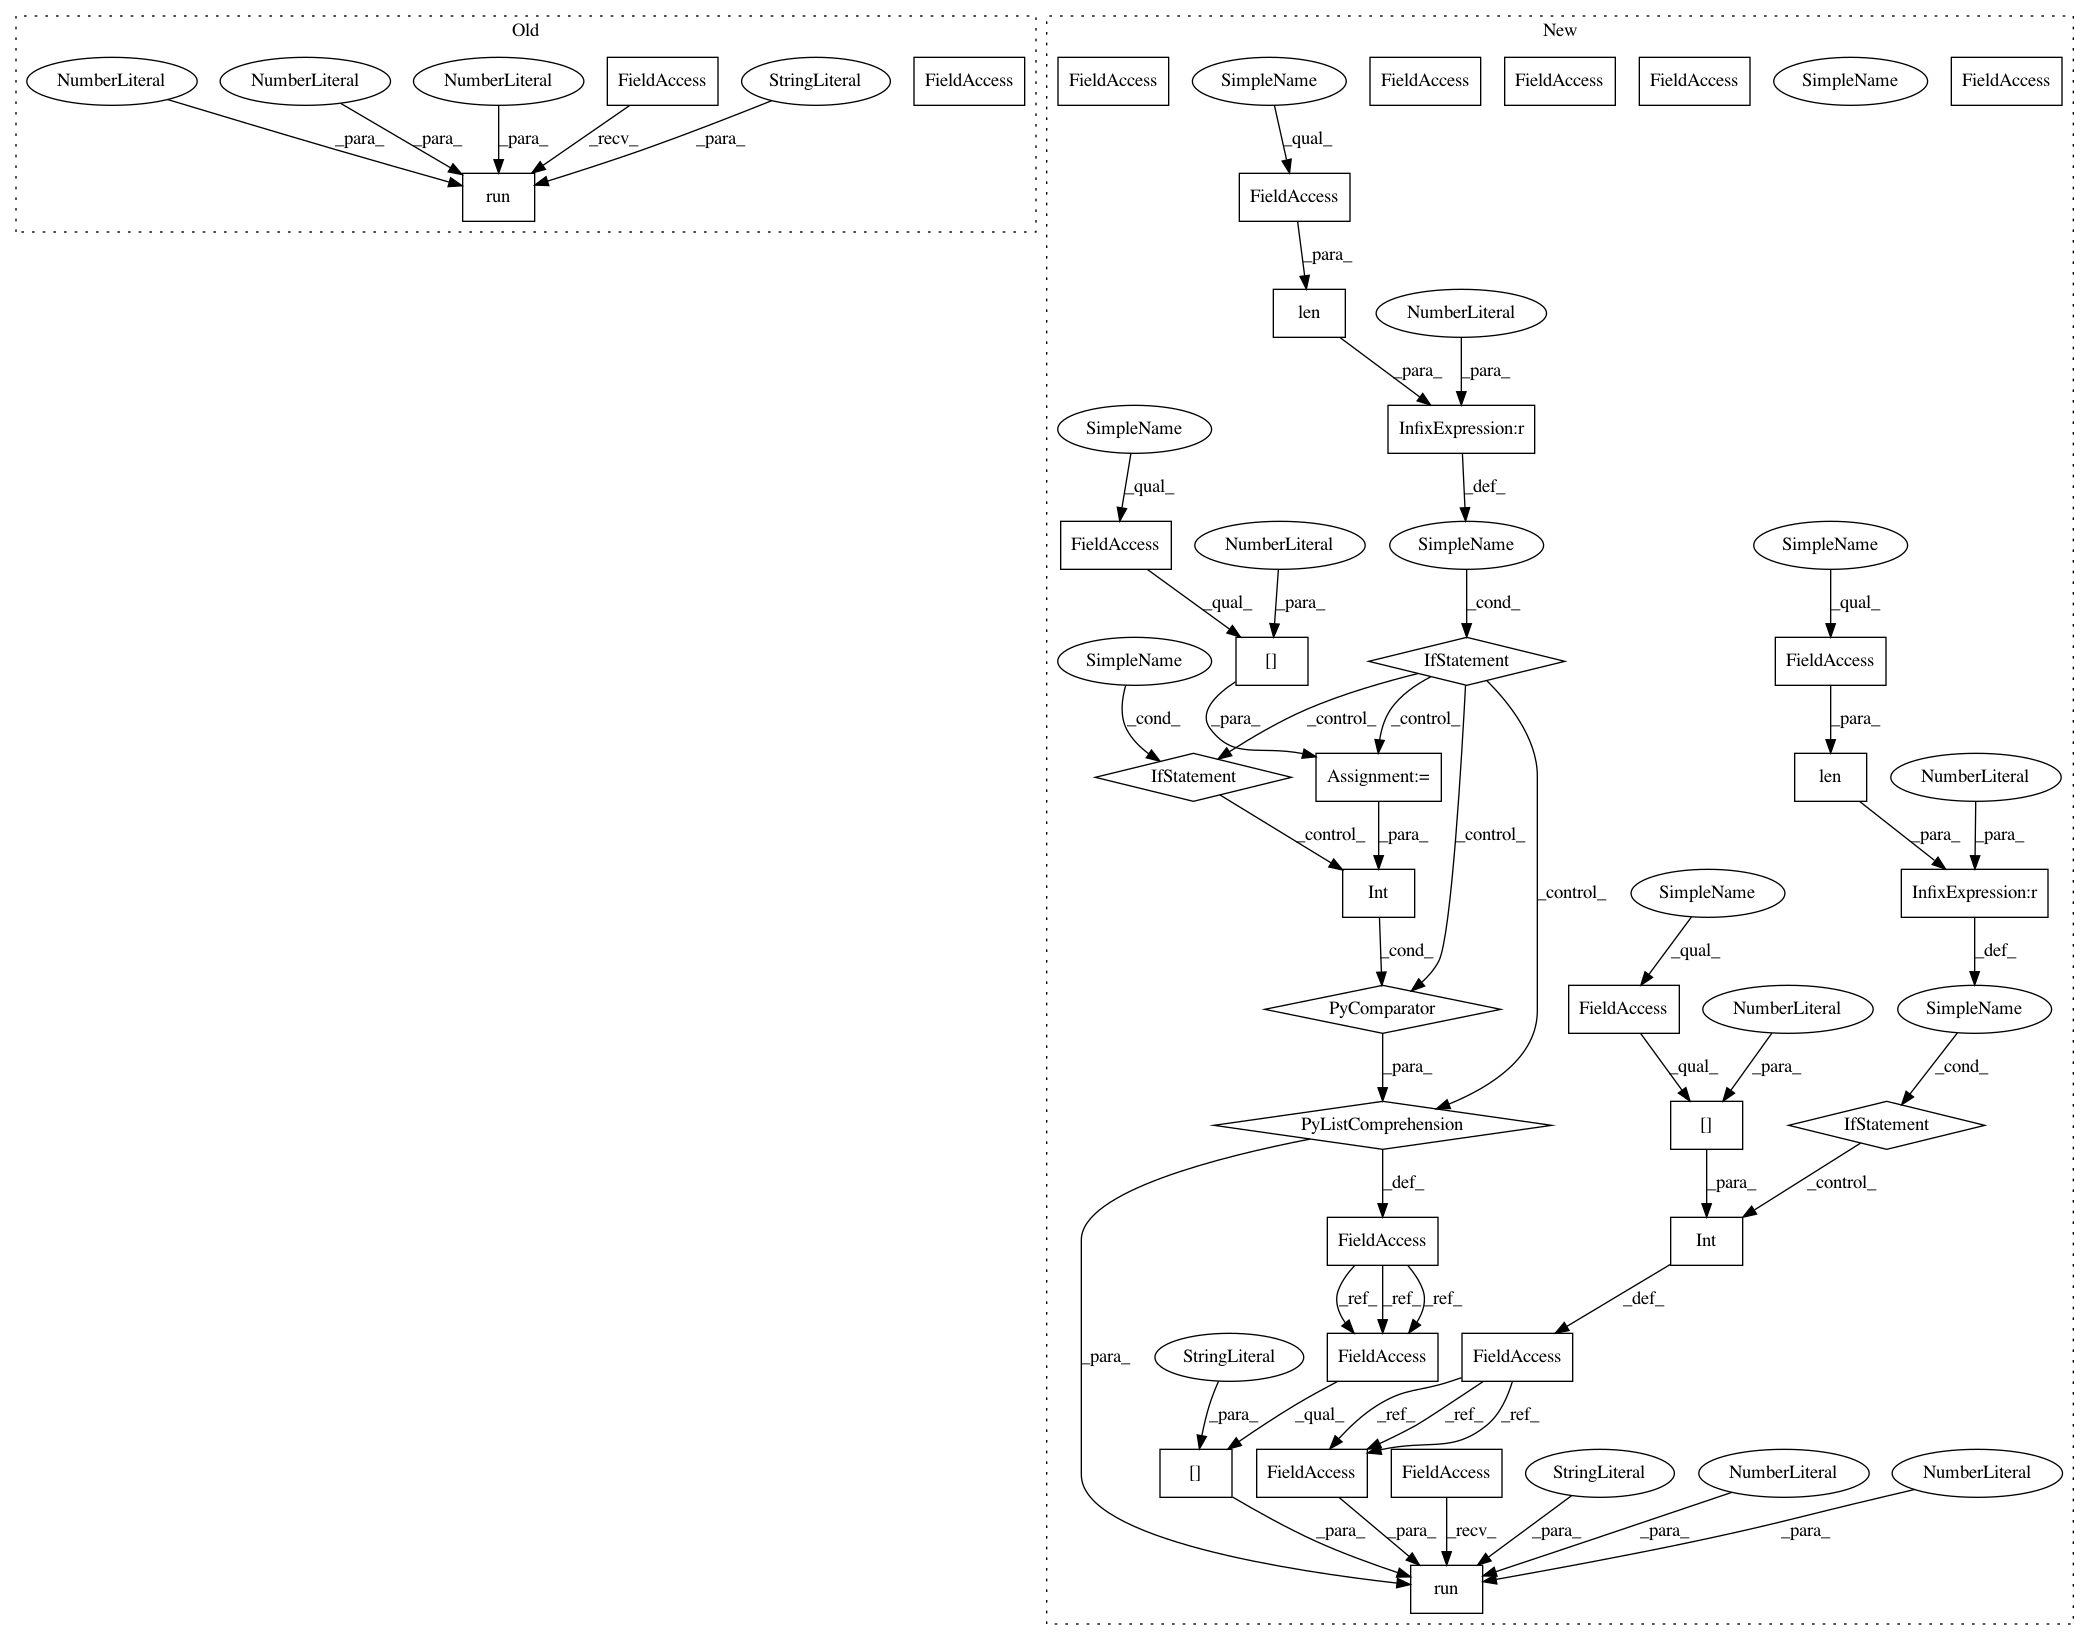 Old
New
NumberLiteral
NumberLiteral
NumberLiteral
FieldAccess
StringLiteral
FieldAccess
_para_
_para_
_para_
_recv_
_para_
run
FieldAccess
SimpleName
FieldAccess
FieldAccess
FieldAccess
SimpleName
FieldAccess
_qual_
FieldAccess
_para_
len
NumberLiteral
_para_
_para_
SimpleName
InfixExpression:r
_qual_
_def_
FieldAccess
NumberLiteral
SimpleName
SimpleName
_qual_
_para_
_cond_
_qual_
SimpleName
[]
IfStatement
FieldAccess
_cond_
_para_
_control_
_control_
_para_
IfStatement
Assignment:=
len
NumberLiteral
_control_
_para_
_control_
_para_
_para_
Int
_control_
SimpleName
InfixExpression:r
_cond_
_qual_
_def_
PyComparator
FieldAccess
NumberLiteral
SimpleName
_para_
_qual_
_para_
_cond_
PyListComprehension
[]
IfStatement
_def_
_para_
_control_
FieldAccess
Int
_ref_
_ref_
_ref_
_def_
_para_
StringLiteral
FieldAccess
FieldAccess
_para_
_qual_
_ref_
_ref_
_ref_
[]
FieldAccess
FieldAccess
StringLiteral
NumberLiteral
NumberLiteral
_para_
_para_
_recv_
_para_
_para_
_para_
run